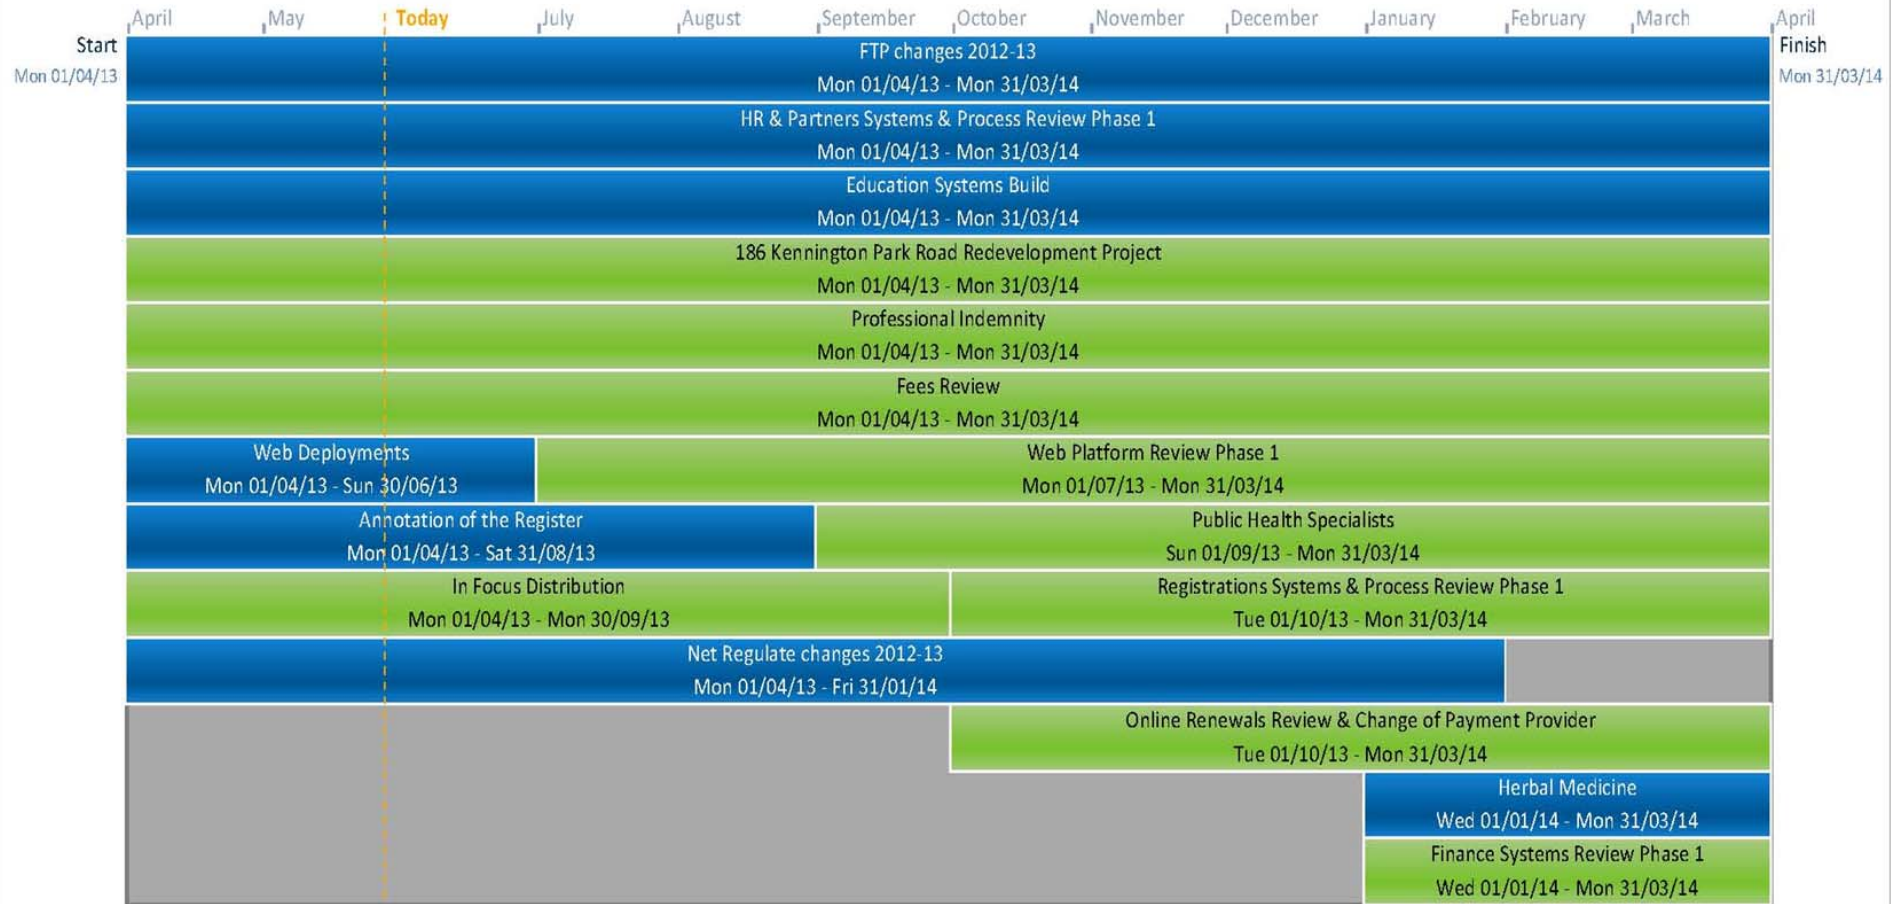 April May Today July August September October November December January February March April
Start
Mon 01/04/13
Finish
Mon 31/03/14
FTP changes 2012-13
Mon 01/04/13 - Mon 31/03/14
HR & Partners Systems & Process Review Phase 1
Mon 01/04/13 - Mon 31/03/14
Education Systems Build
Mon 01/04/13 - Mon 31/03/14
186 Kennington Park Road Redevelopment Project
Mon 01/04/13 - Mon 31/03/14
Professional Indemnity
Mon 01/04/13 - Mon 31/03/14
Fees Review
Mon 01/04/13 - Mon 31/03/14
Web Deployments
Mon 01/04/13 - Sun 30/06/13
Web Platform Review Phase 1
Mon 01/07/13 - Mon 31/03/14
Annotation of the Register
Mon 01/04/13 - Sat 31/08/13
Public Health Specialists
Sun 01/09/13 - Mon 31/03/14
In Focus Distribution
Mon 01/04/13 - Mon 30/09/13
Registrations Systems & Process Review Phase 1
Tue 01/10/13 - Mon 31/03/14
Net Regulate changes 2012-13
Mon 01/04/13 - Fri 31/01/14
Online Renewals Review & Change of Payment Provider
Tue 01/10/13 - Mon 31/03/14
Herbal Medicine
Wed 01/01/14 - Mon 31/03/14
Finance Systems Review Phase 1
Wed 01/01/14 - Mon 31/03/14